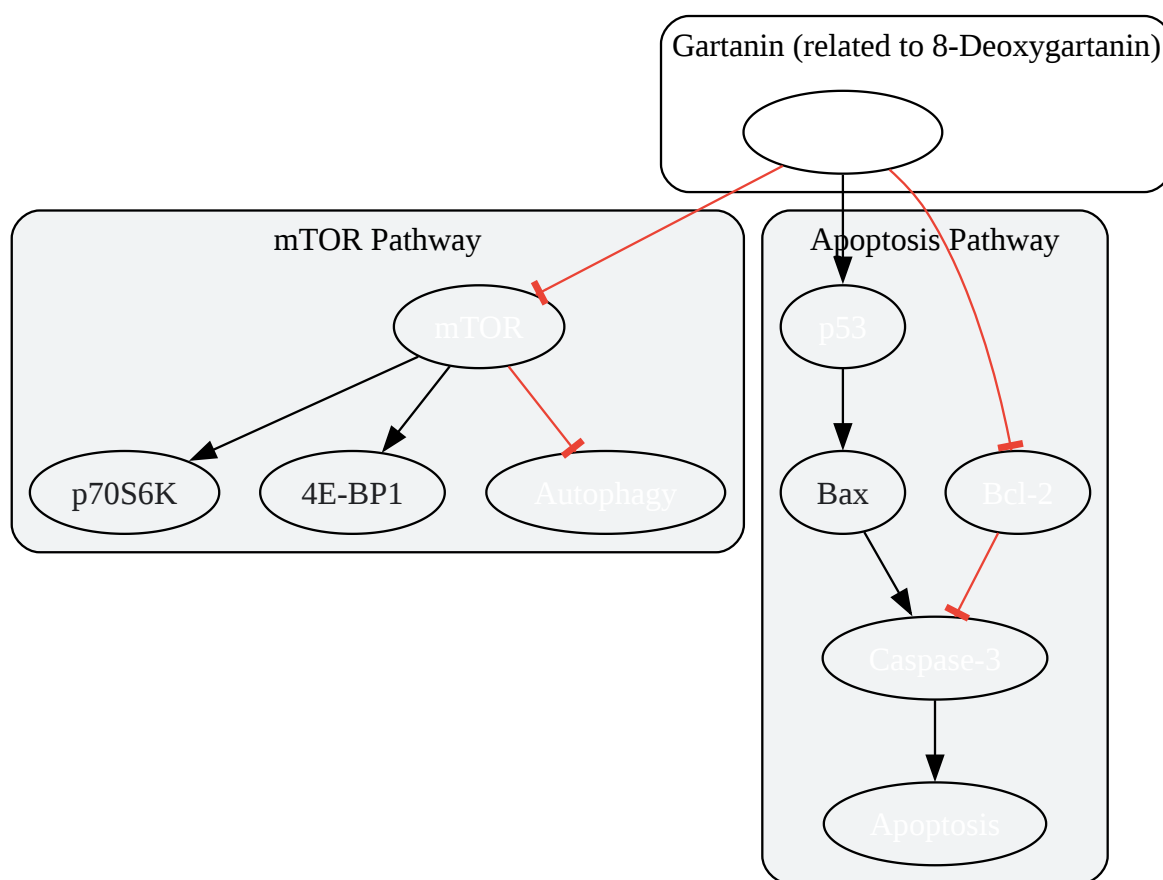 Gartanin (related to 8-Deoxygartanin)
mTOR Pathway
Apoptosis Pathway
mTOR
p53
p70S6K
4E-BP1
Autophagy
Bax
Bcl-2
Caspase-3
Apoptosis